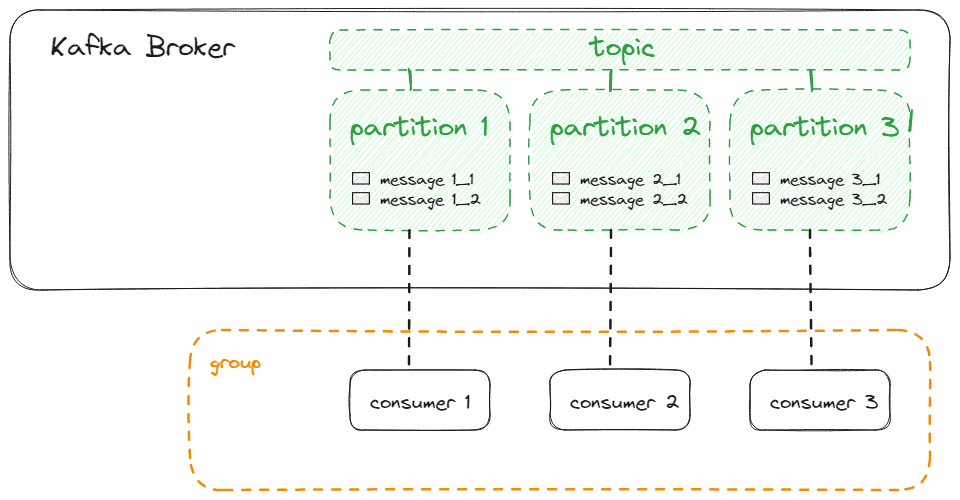 Kafka Broker
topic
partition 1
message 1_1
message 1_2
partition 2
message 2_1
message 2_2
partition 3
message 3_1
message 3_2
group
consumer 1
consumer 2
consumer 3